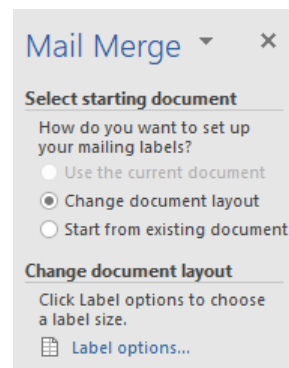 Mail Merge
Select starting document
How do you want to set up
your mailing labels?
Use the current document
Change document layout
Start from existing document
Change document layout
Click Label options to choose
a label size.
Label options...